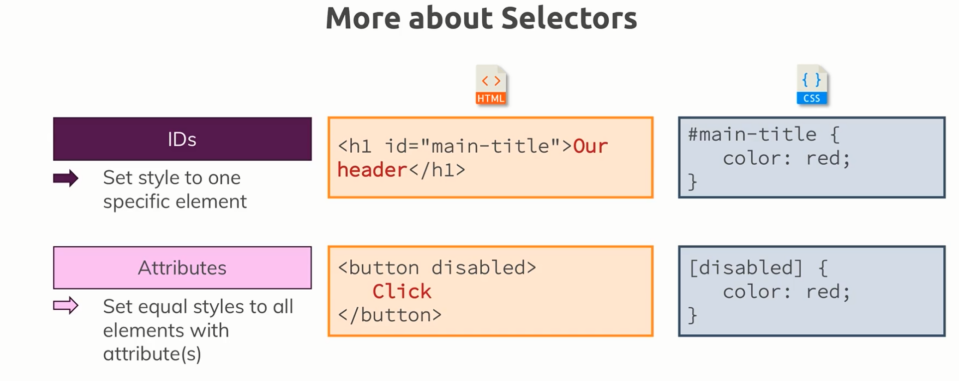 More about Selectors
< >
HTML
{ }
CSS
IDs
Set style to one
specific element
<h1 id="main-title">Our
header</h1>
#main-title {
color: red;
}
Attributes
Set equal styles to all
elements with
attribute(s)
<button disabled>
Click
</button>
[disabled] {
color: red;
}